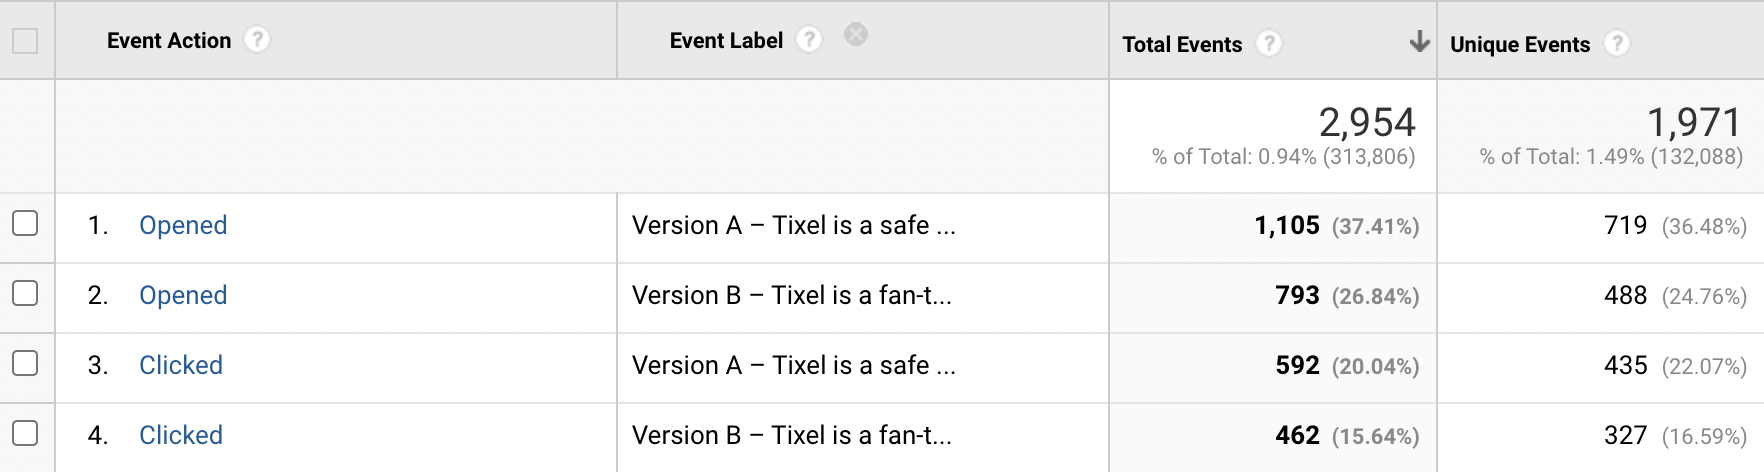 Event Action ? Event Label ? Total Events ? Unique Events ?
2,954 1,971
% of Total: 0.94% (313,806) % of Total: 1.49% (132,088)
1. Opened Version A – Tixel is a safe ... 1,105 (37.41%) 719 (36.48%)
2. Opened Version B – Tixel is a fan-t... 793 (26.84%) 488 (24.76%)
3. Clicked Version A – Tixel is a safe ... 592 (20.04%) 435 (22.07%)
4. Clicked Version B – Tixel is a fan-t... 462 (15.64%) 327 (16.59%)